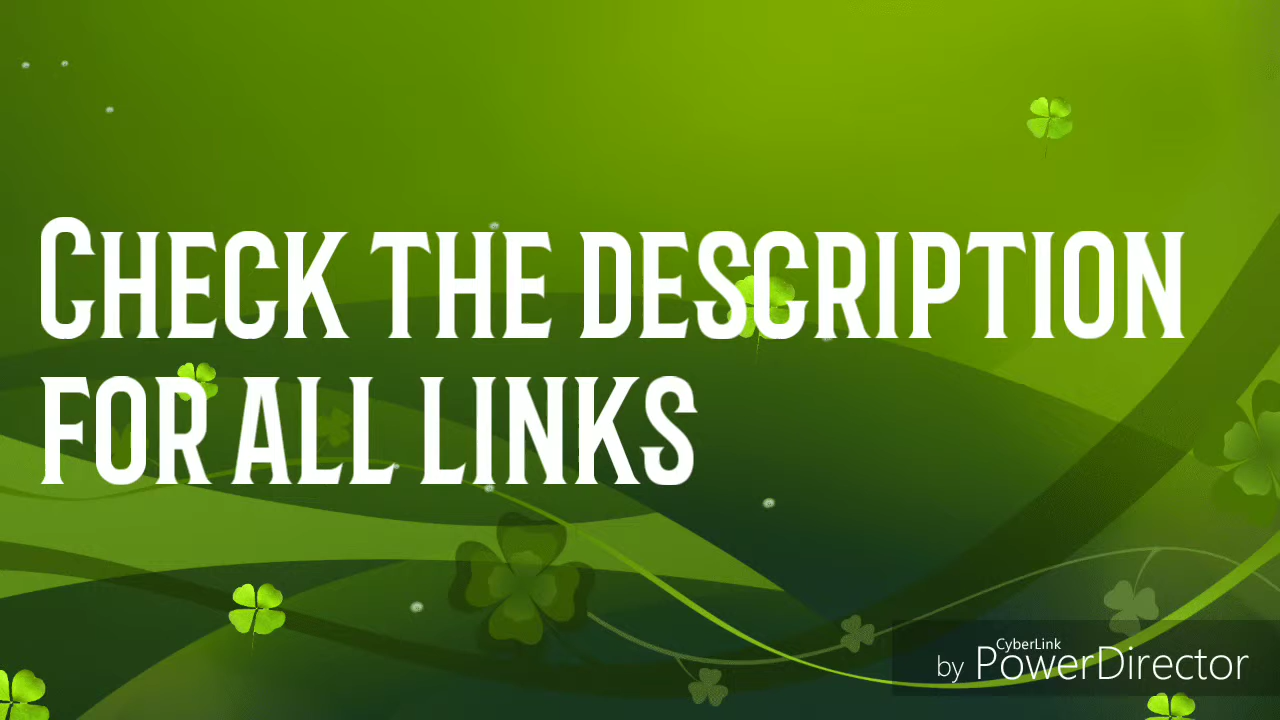 Check the description
for all links
CyberLink
by PowerDirector